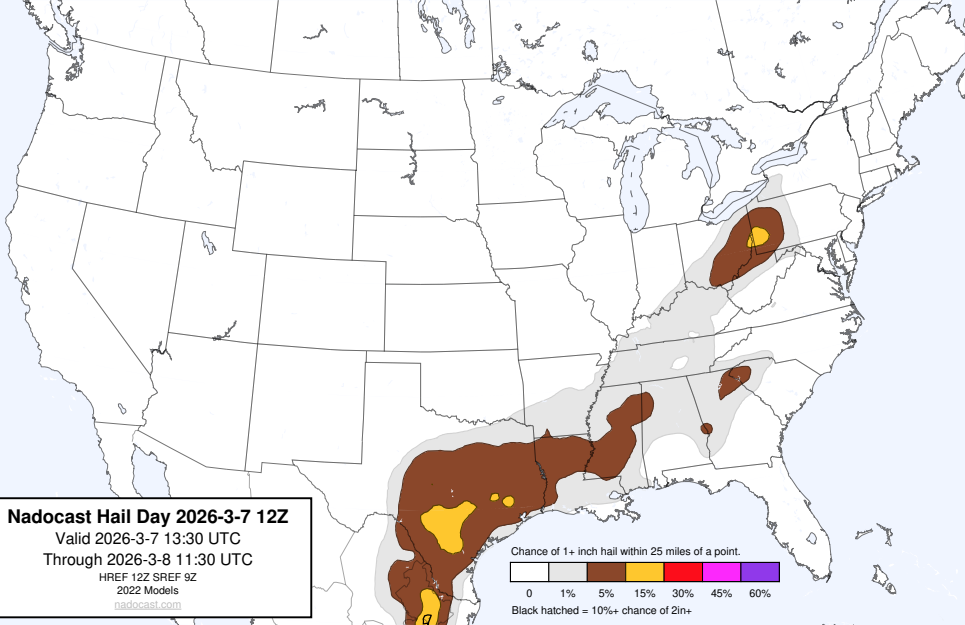 Nadocast Hail Day 2026-3-7 12Z
Valid 2026-3-7 13:30 UTC
Through 2026-3-8 11:30 UTC
HREF 12Z SREF 9Z
2022 Models
nadocast.com
Chance of 1+ inch hail within 25 miles of a point.
0 1% 5% 15% 30% 45% 60%
Black hatched = 10%+ chance of 2in+